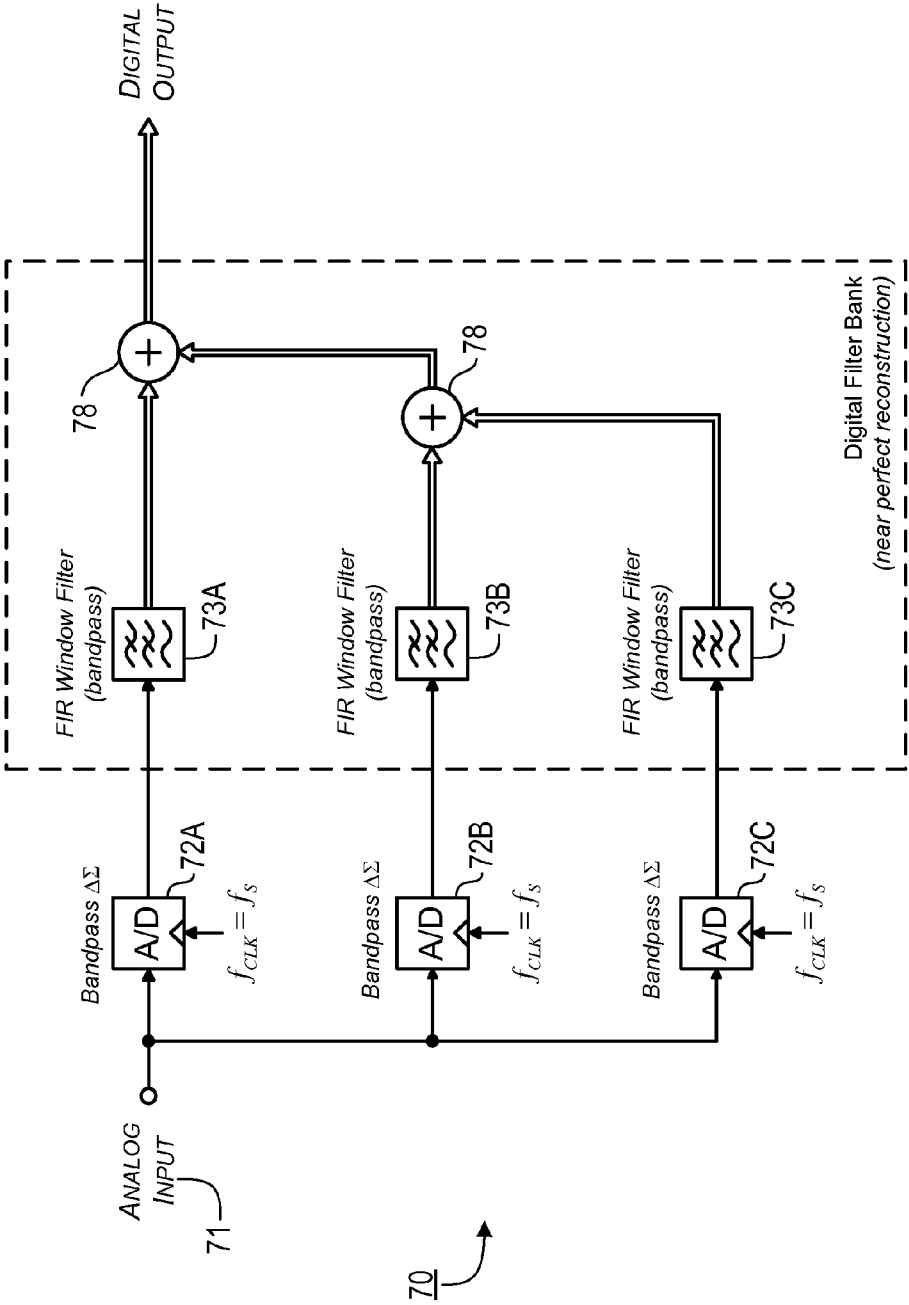 ANALOG
INPUT
71
70
Bandpass ΔΣ
A/D
72A
f_CLK = f_S
FIR Window Filter
(bandpass)
73A
78
+
DIGITAL
OUTPUT
Bandpass ΔΣ
A/D
72B
f_CLK = f_S
FIR Window Filter
(bandpass)
73B
78
+
Bandpass ΔΣ
A/D
72C
f_CLK = f_S
FIR Window Filter
(bandpass)
73C
Digital Filter Bank
(near perfect reconstruction)